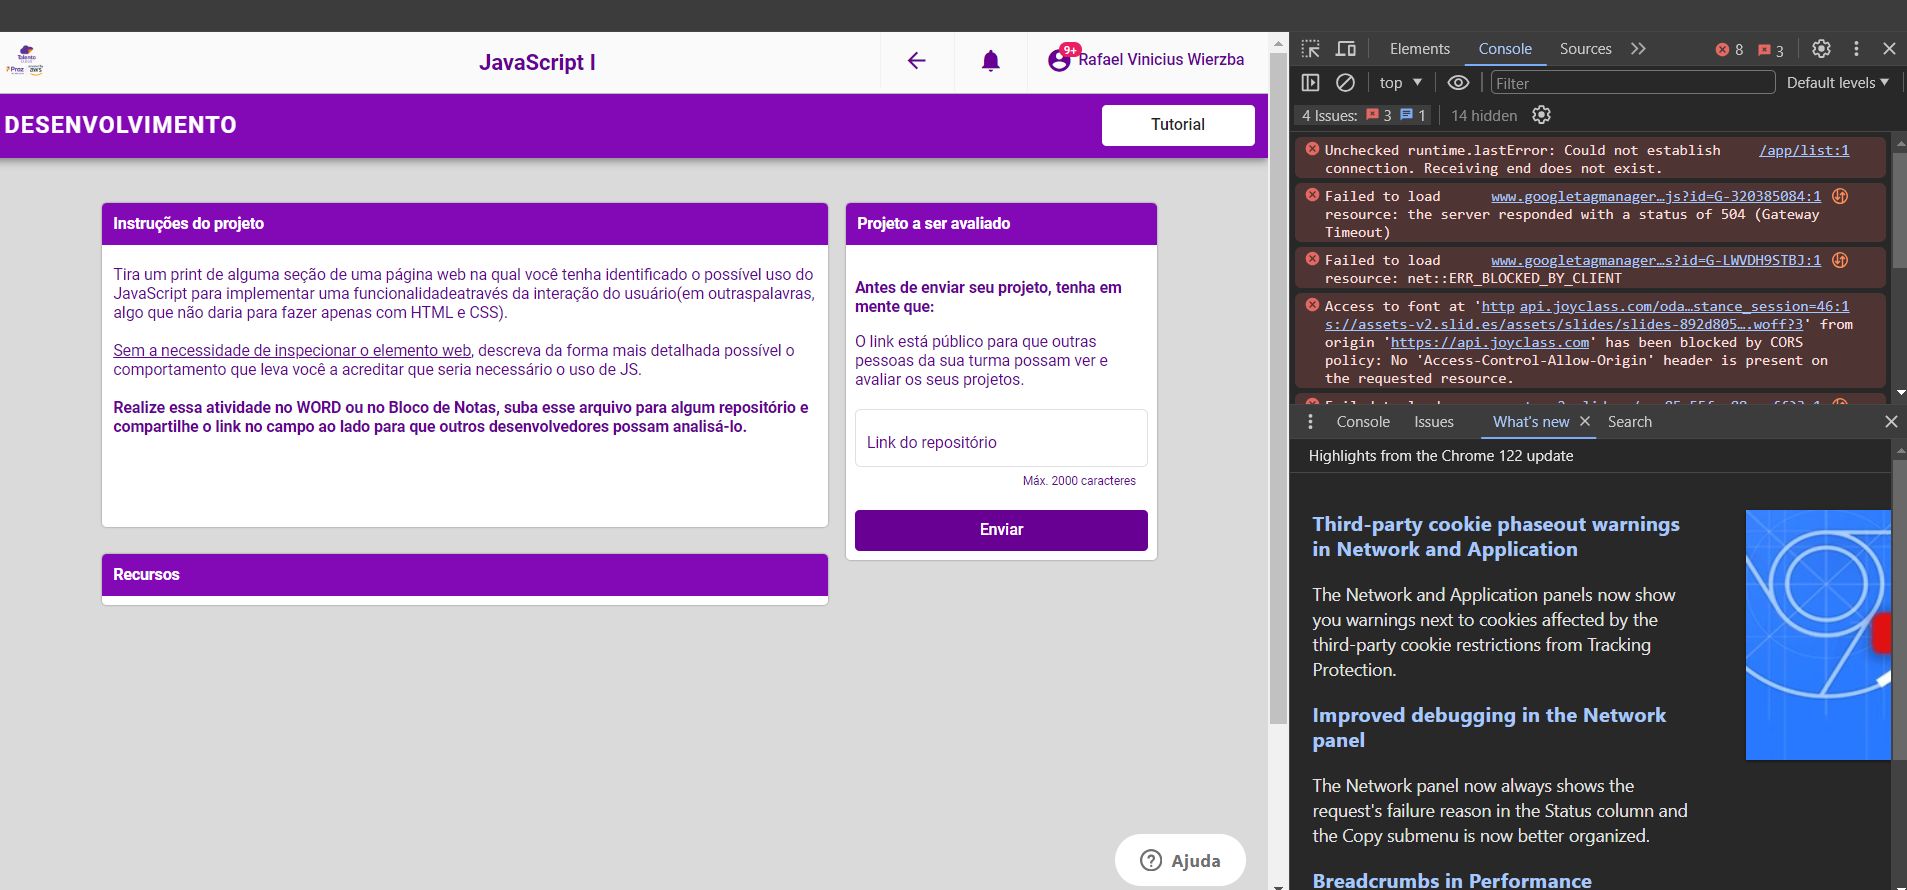 Talento
Proz
aws
JavaScript I
9+
Rafael Vinicius Wierzba
DESENVOLVIMENTO
Tutorial
Instruções do projeto
Tira um print de alguma seção de uma página web na qual você tenha identificado o possível uso do
JavaScript para implementar uma funcionalidadeatravés da interação do usuário(em outraspalavras,
algo que não daria para fazer apenas com HTML e CSS).
Sem a necessidade de inspecionar o elemento web, descreva da forma mais detalhada possível o
comportamento que leva você a acreditar que seria necessário o uso de JS.
Realize essa atividade no WORD ou no Bloco de Notas, suba esse arquivo para algum repositório e
compartilhe o link no campo ao lado para que outros desenvolvedores possam analisá-lo.
Recursos
Projeto a ser avaliado
Antes de enviar seu projeto, tenha em
mente que:
O link está público para que outras
pessoas da sua turma possam ver e
avaliar os seus projetos.
Link do repositório
Máx. 2000 caracteres
Enviar
Ajuda
Elements Console Sources 8 3
top Filter Default levels
4 Issues: 3 1 14 hidden
Unchecked runtime.lastError: Could not establish /app/list:1
connection. Receiving end does not exist.
Failed to load www.googletagmanager…js?id=G-320385084:1
resource: the server responded with a status of 504 (Gateway
Timeout)
Failed to load www.googletagmanager…s?id=G-LWVDH9STBJ:1
resource: net::ERR_BLOCKED_BY_CLIENT
Access to font at 'http api.joyclass.com/oda…stance_session=46:1
s://assets-v2.slid.es/assets/slides/slides-892d805….woff?3' from
origin 'https://api.joyclass.com' has been blocked by CORS
policy: No 'Access-Control-Allow-Origin' header is present on
the requested resource.
Console Issues What's new Search
Highlights from the Chrome 122 update
Third-party cookie phaseout warnings
in Network and Application
The Network and Application panels now show
you warnings next to cookies affected by the
third-party cookie restrictions from Tracking
Protection.
Improved debugging in the Network
panel
The Network panel now always shows the
request's failure reason in the Status column and
the Copy submenu is now better organized.
Breadcrumbs in Performance